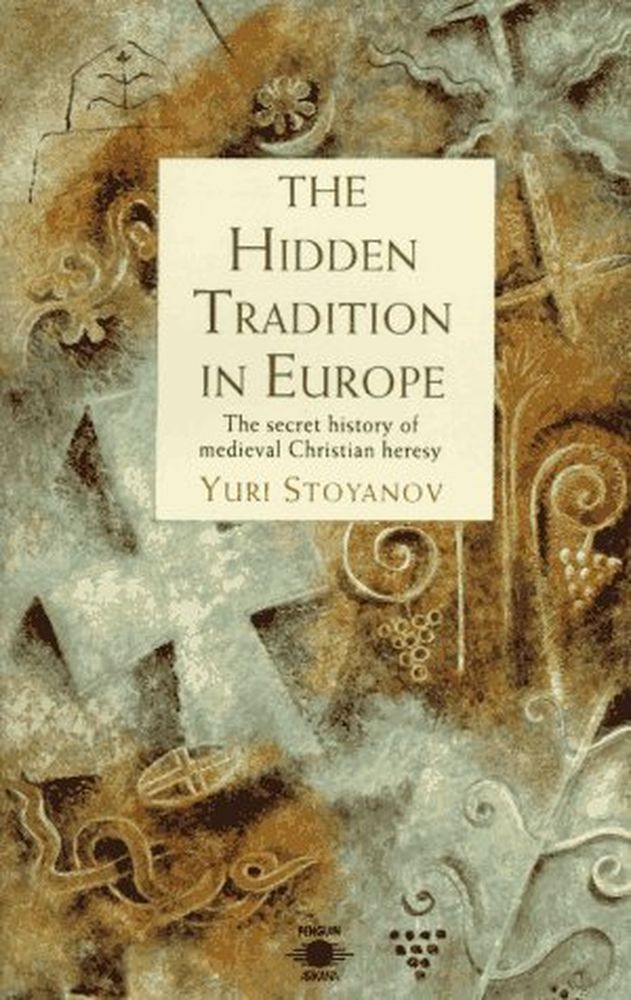 THE
HIDDEN
TRADITION
IN EUROPE
The secret history of
medieval Christian heresy
YURI STOYANOV
PENGUIN
ARKANA